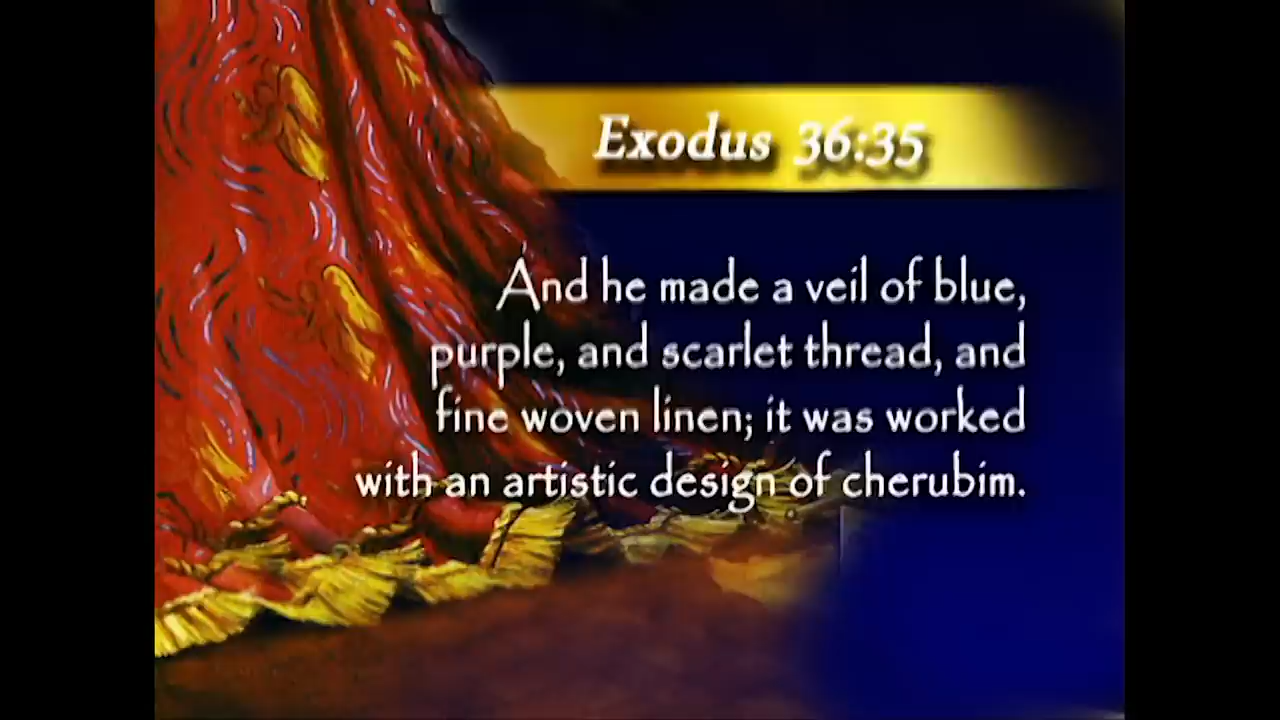 Exodus 36:35
And he made a veil of blue,
purple, and scarlet thread, and
fine woven linen; it was worked
with an artistic design of cherubim.